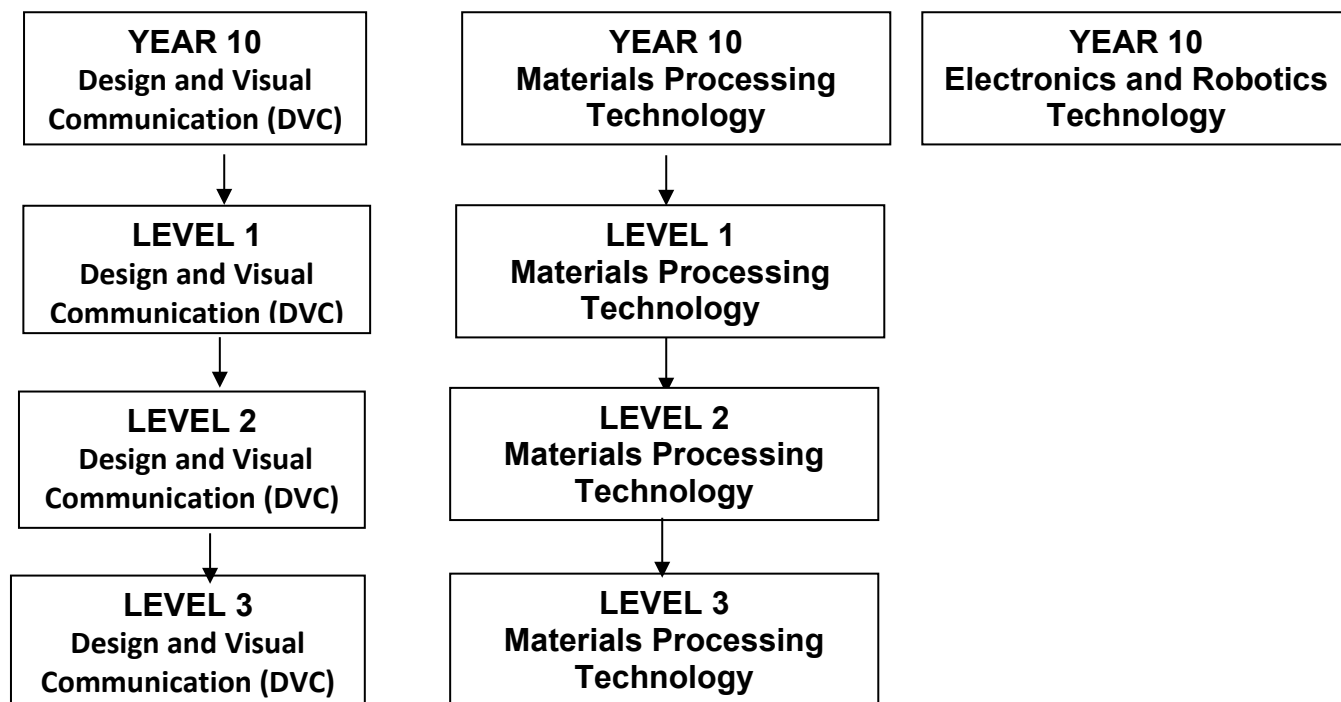 YEAR 10
Design and Visual
Communication (DVC)
YEAR 10
Materials Processing
Technology
YEAR 10
Electronics and Robotics
Technology
LEVEL 1
Design and Visual
Communication (DVC)
LEVEL 1
Materials Processing
Technology
LEVEL 2
Design and Visual
Communication (DVC)
LEVEL 2
Materials Processing
Technology
LEVEL 3
Design and Visual
Communication (DVC)
LEVEL 3
Materials Processing
Technology